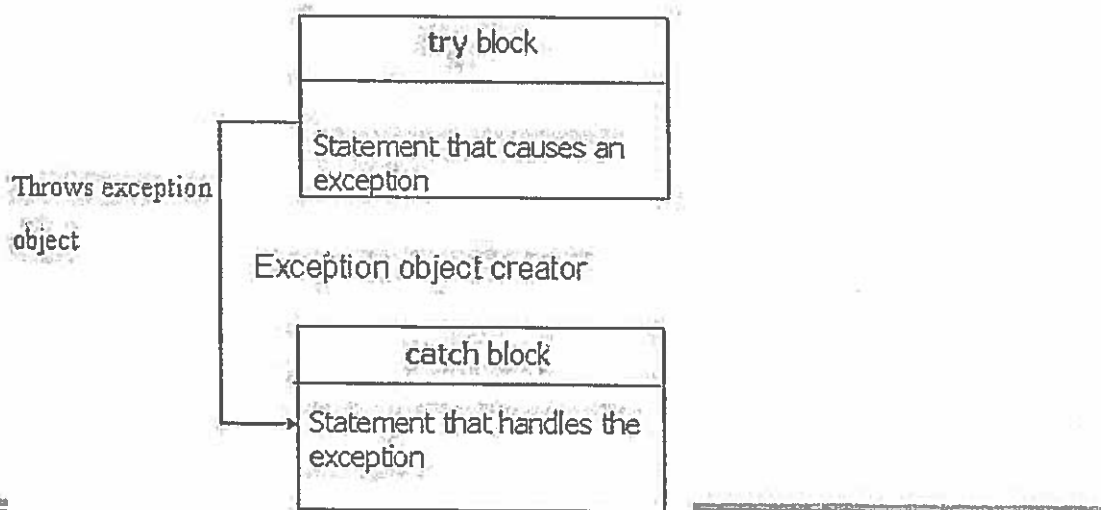 try block
Statement that causes an
exception
Throws exception
object
Exception object creator
catch block
Statement that handles the
exception